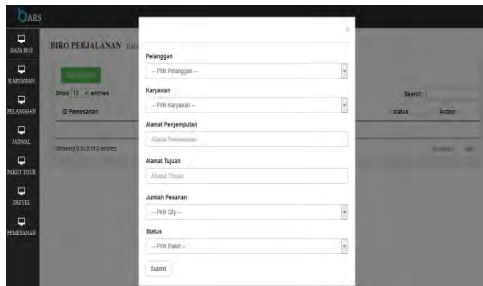 OARS
DATA BUS
KARYAWAN
PELANGGAN
JADWAL
PAKET TOUR
TREVEL
PEMESANAN
BIRO PERJALANAN
Show 10 entries
Search:
ID Pemesanan
status
Action
Showing 0 to 0 of 0 entries
×
Pelanggan
-- Pilih Pelanggan --
Karyawan
-- Pilih Karyawan --
Alamat Penjemputan
Alamat Penjemputan
Alamat Tujuan
Alamat Tujuan
Jumlah Pesanan
-- Pilih Qty --
Status
-- Pilih Paket --
Submit